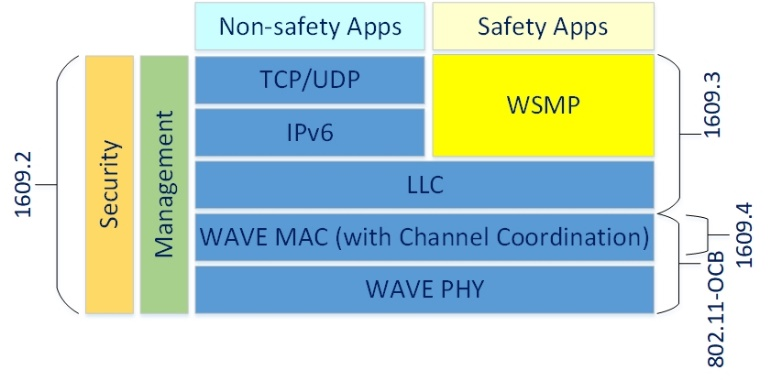 Non-safety Apps
Safety Apps
1609.2
Security
Management
TCP/UDP
WSMP
IPv6
LLC
WAVE MAC (with Channel Coordination)
WAVE PHY
1609.3
1609.4
802.11-OCB